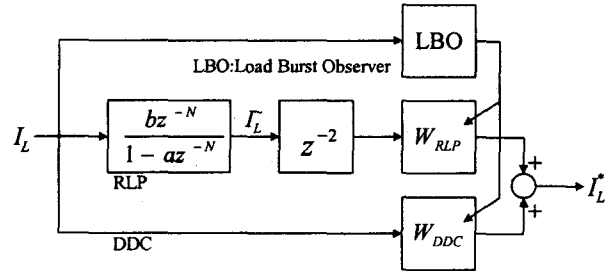 LBO
LBO:Load Burst Observer
I_L
bz^{-N}
1 - az^{-N}
RLP
I_L^~
z^{-2}
W_{RLP}
+
+
I_L^*
DDC
W_{DDC}